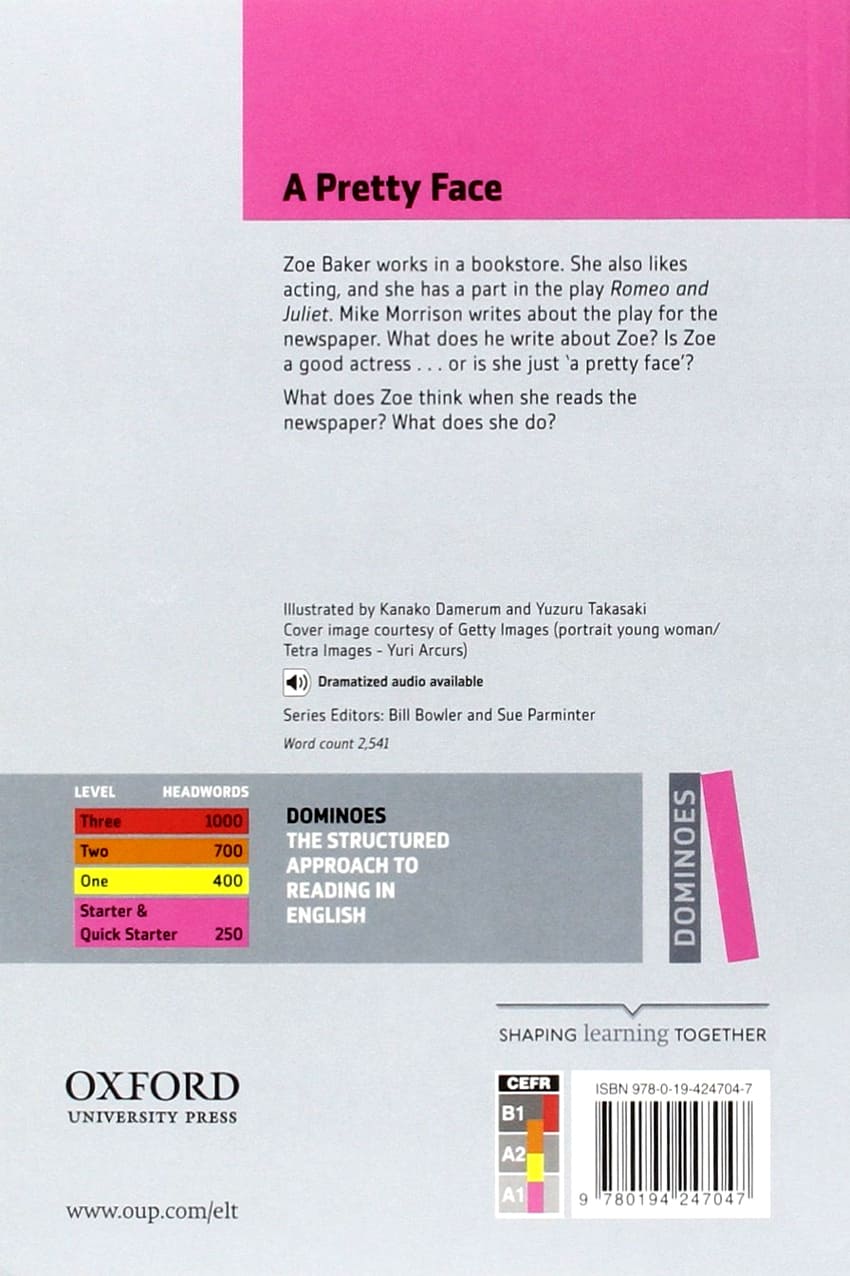 A Pretty Face
Zoe Baker works in a bookstore. She also likes
acting, and she has a part in the play Romeo and
Juliet. Mike Morrison writes about the play for the
newspaper. What does he write about Zoe? Is Zoe
a good actress . . . or is she just ‘a pretty face’?
What does Zoe think when she reads the
newspaper? What does she do?
Illustrated by Kanako Damerum and Yuzuru Takasaki
Cover image courtesy of Getty Images (portrait young woman/
Tetra Images - Yuri Arcurs)
Dramatized audio available
Series Editors: Bill Bowler and Sue Parminter
Word count 2,541
LEVEL HEADWORDS
Three 1000
Two 700
One 400
Starter &
Quick Starter 250
DOMINOES
THE STRUCTURED
APPROACH TO
READING IN
ENGLISH
DOMINOES
SHAPING learning TOGETHER
OXFORD
UNIVERSITY PRESS
www.oup.com/elt
CEFR
B1
A2
A1
ISBN 978-0-19-424704-7
9 780194 247047